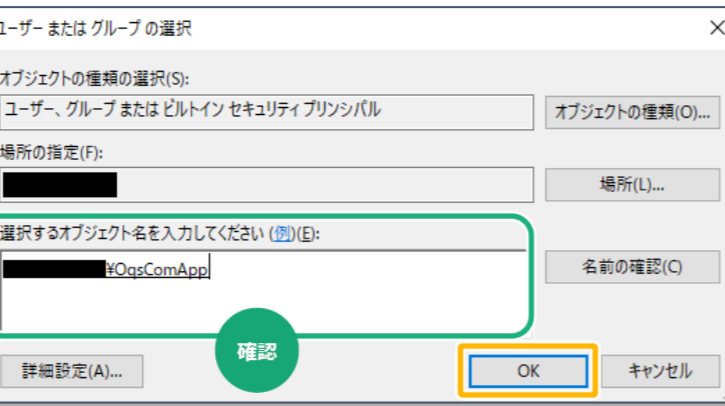 ユーザー または グループ の選択
オブジェクトの種類の選択(S):
ユーザー、グループ または ビルトイン セキュリティ プリンシパル
オブジェクトの種類(O)...
場所の指定(F):
場所(L)...
選択するオブジェクト名を入力してください (例)(E):
¥OqsComApp
名前の確認(C)
確認
詳細設定(A)...
OK
キャンセル